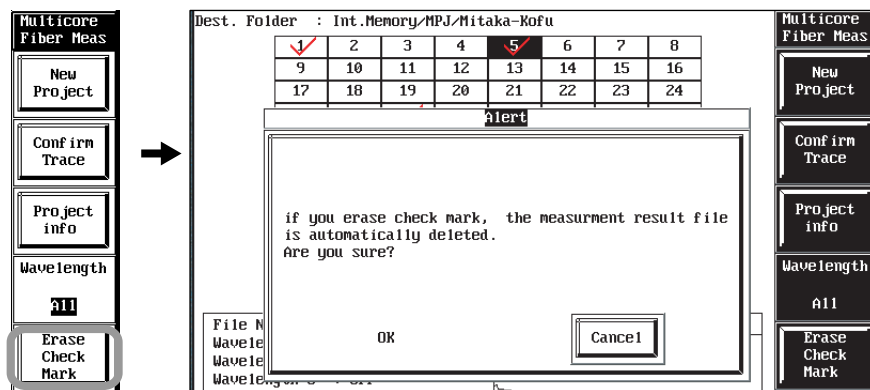 Multicore
Fiber Meas
New
Project
Confirm
Trace
Project
info
Wavelength
All
Erase
Check
Mark
Dest. Folder : Int.Memory/MPJ/Mitaka-Kofu
1 2 3 4 5 6 7 8
9 10 11 12 13 14 15 16
17 18 19 20 21 22 23 24
Alert
if you erase check mark, the measurment result file
is automatically deleted.
Are you sure?
OK
Cancel
File N
Wavele
Wavele
Multicore
Fiber Meas
New
Project
Confirm
Trace
Project
info
Wavelength
All
Erase
Check
Mark